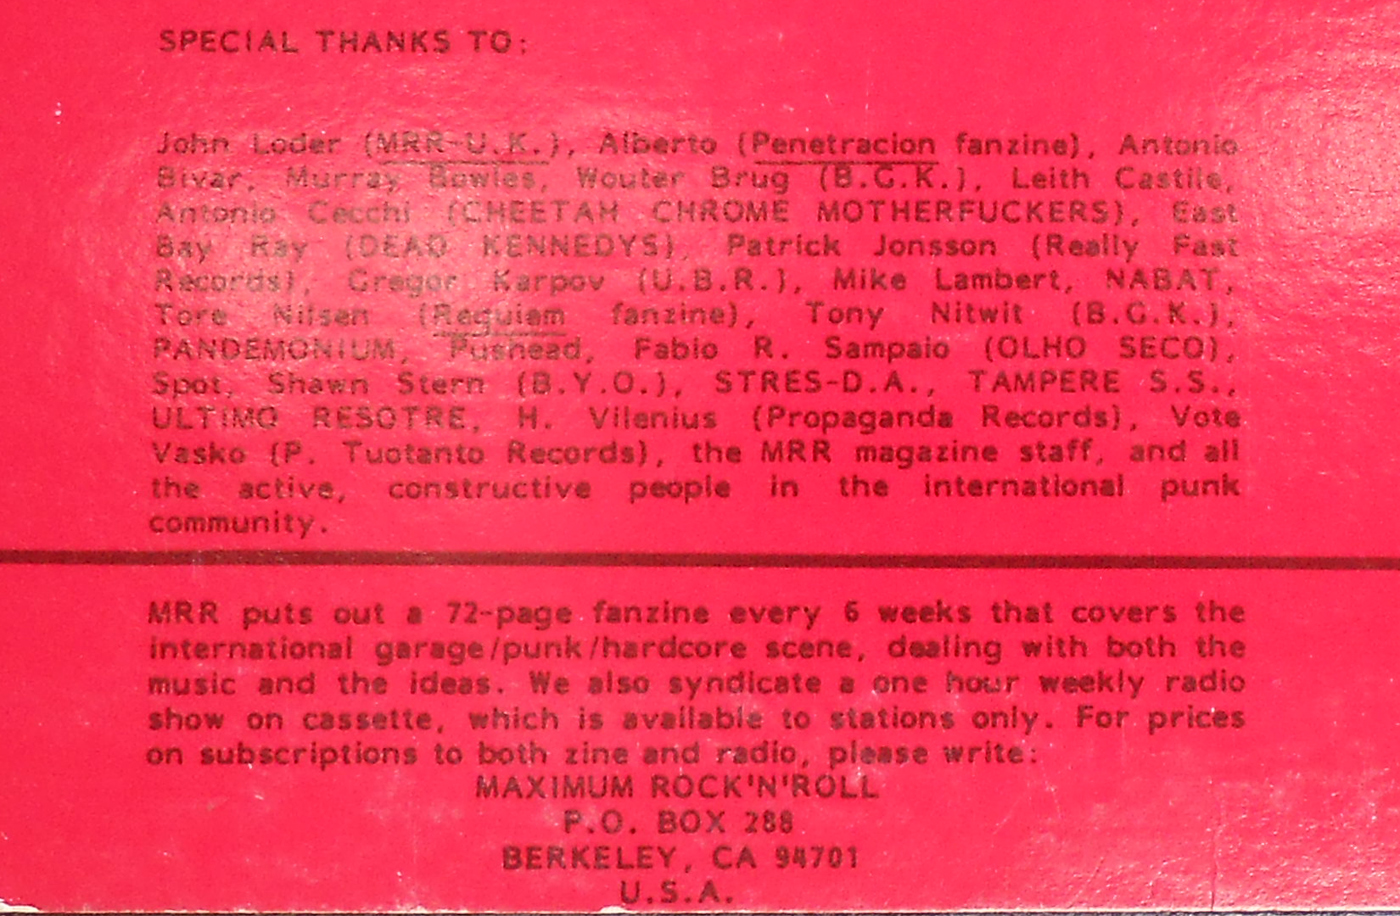 SPECIAL THANKS TO:
John Loder (MRR-U.K.), Alberto (Penetracion fanzine), Antonio
Bivar, Murray Bowles, Wouter Brug (B.G.K.), Leith Castile,
Antonio Cecchi (CHEETAH CHROME MOTHERFUCKERS), East
Bay Ray (DEAD KENNEDYS), Patrick Jonsson (Really Fast
Records), Gregor Karpov (U.B.R.), Mike Lambert, NABAT,
Tore Nilsen (Requiem fanzine), Tony Nitwit (B.G.K.),
PANDEMONIUM, Pushead, Fabio R. Sampaio (OLHO SECO),
Spot, Shawn Stern (B.Y.O.), STRES-D.A., TAMPERE S.S.,
ULTIMO RESOTRE, H. Vilenius (Propaganda Records), Vote
Vasko (P. Tuotanto Records), the MRR magazine staff, and all
the active, constructive people in the international punk
community.
MRR puts out a 72-page fanzine every 6 weeks that covers the
international garage/punk/hardcore scene, dealing with both the
music and the ideas. We also syndicate a one hour weekly radio
show on cassette, which is available to stations only. For prices
on subscriptions to both zine and radio, please write:
MAXIMUM ROCK'N'ROLL
P.O. BOX 288
BERKELEY, CA 94701
U.S.A.